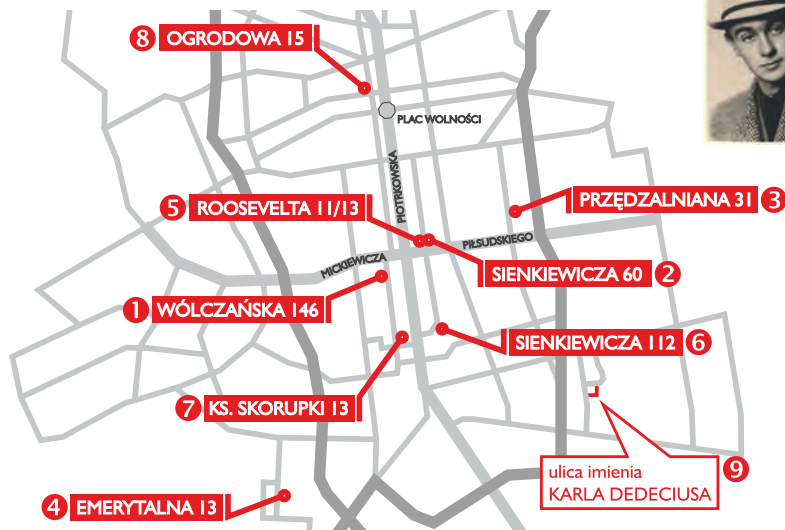 8 OGRODOWA 15
PLAC WOLNOŚCI
PIOTRKOWSKA
PRZĘDZALNIANA 31 3
5 ROOSEVELTA 11/13
PIŁSUDSKIEGO
MICKIEWICZA
SIENKIEWICZA 60 2
1 WÓLCZAŃSKA 146
SIENKIEWICZA 112 6
7 KS. SKORUPKI 13
9
ulica imienia
KARLA DEDECIUSA
4 EMERYTALNA 13